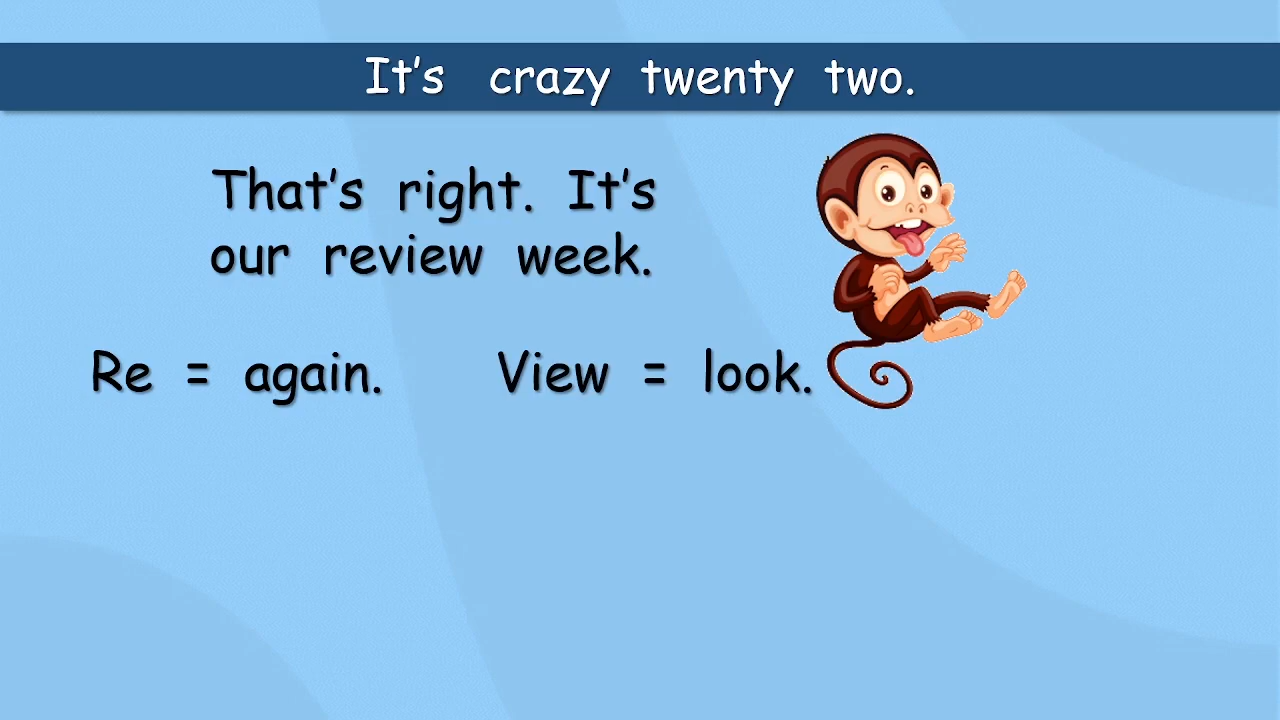 It's crazy twenty two.
That's right. It's
our review week.
Re = again. View = look.